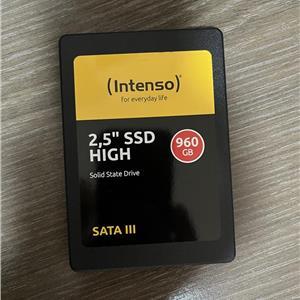 (intenso)
for everyday life
2,5" SSD
HIGH
960
GB
Solid State Drive
SATA III